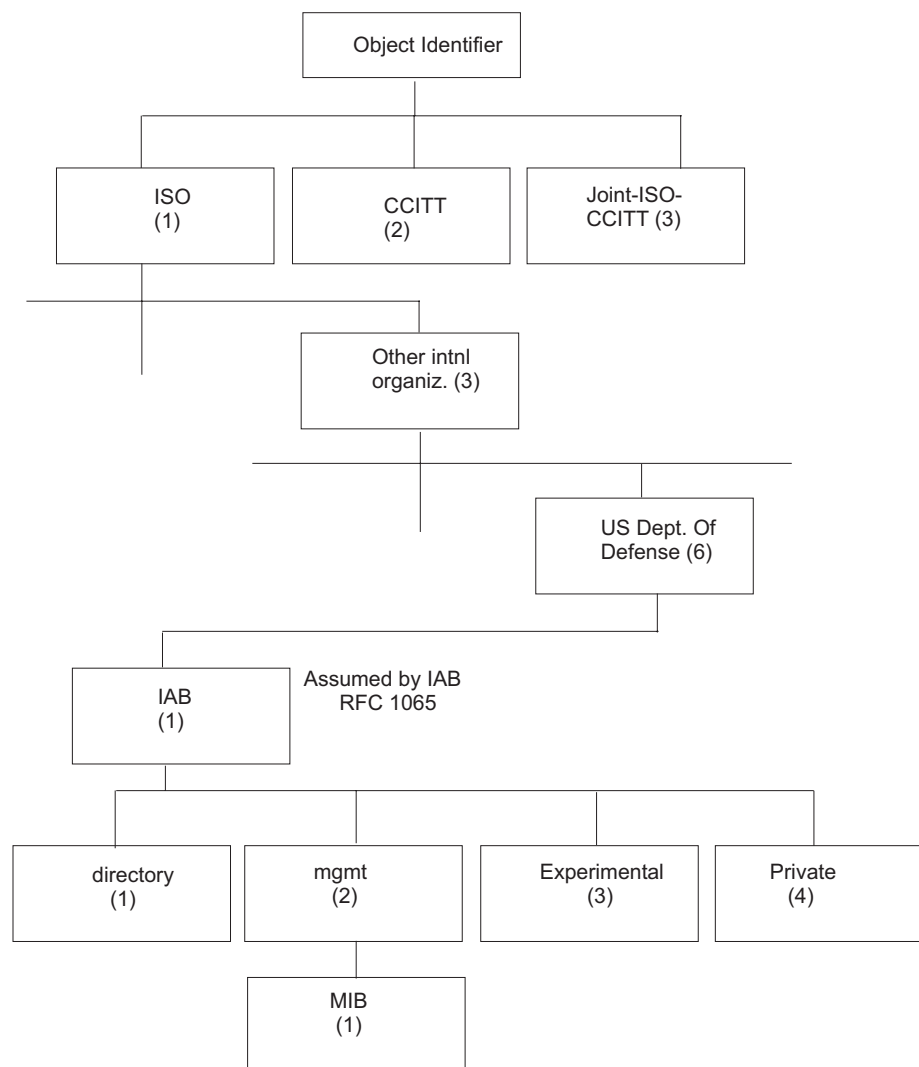 Object Identifier
ISO
(1)
CCITT
(2)
Joint-ISO-
CCITT (3)
Other intnl
organiz. (3)
US Dept. Of
Defense (6)
IAB
(1)
Assumed by IAB
RFC 1065
directory
(1)
mgmt
(2)
Experimental
(3)
Private
(4)
MIB
(1)